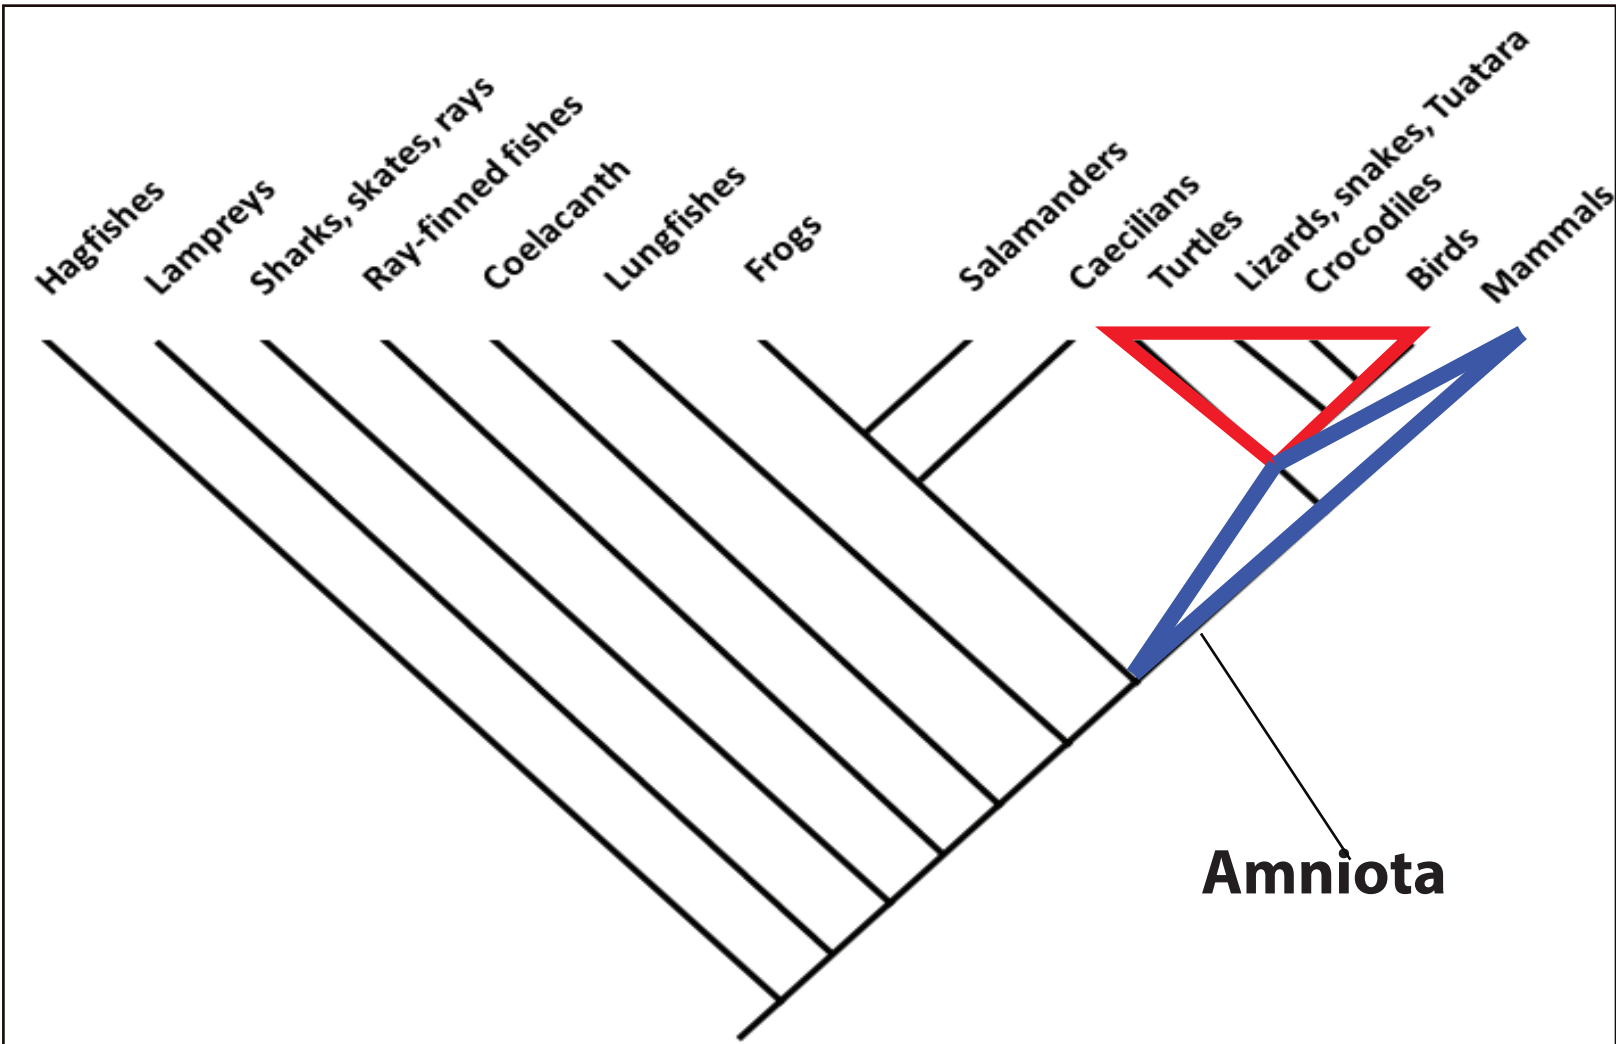 Hagfishes
Lampreys
Sharks, skates, rays
Ray-finned fishes
Coelacanth
Lungfishes
Frogs
Salamanders
Caecilians
Turtles
Lizards, snakes, Tuatara
Crocodiles
Birds
Mammals
Amniota